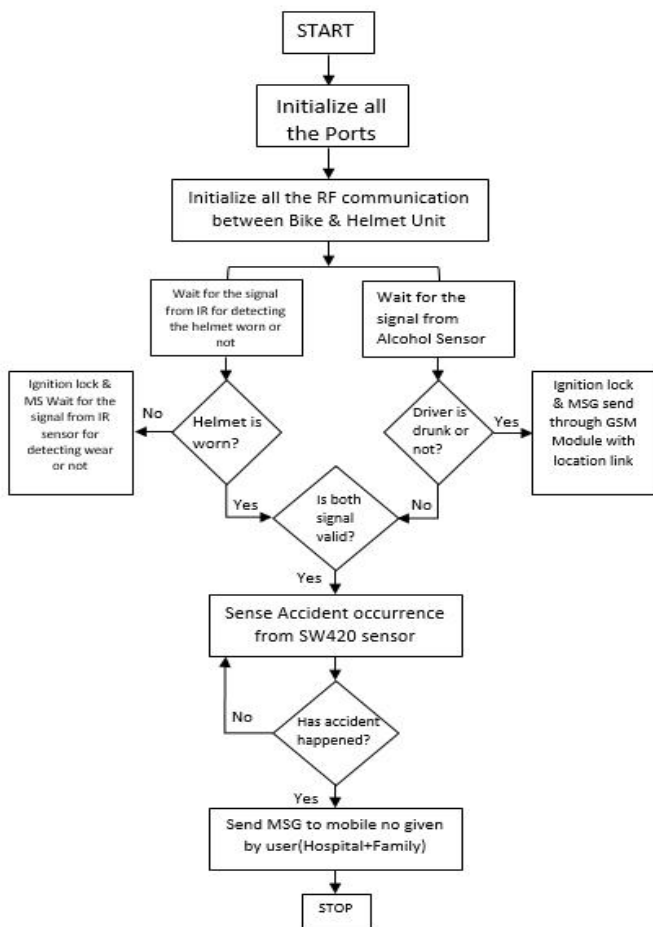 START
Initialize all
the Ports
Initialize all the RF communication
between Bike & Helmet Unit
Wait for the signal
from IR for detecting
the helmet worn or
not
Wait for the
signal from
Alcohol Sensor
Ignition lock &
MS Wait for the
signal from IR
sensor for
detecting wear
or not
No
Helmet is
worn?
Driver is
drunk or
not?
Yes
Ignition lock
& MSG send
through GSM
Module with
location link
Yes
Is both
signal
valid?
No
Yes
Sense Accident occurrence
from SW420 sensor
No
Has accident
happened?
Yes
Send MSG to mobile no given
by user(Hospital+Family)
STOP